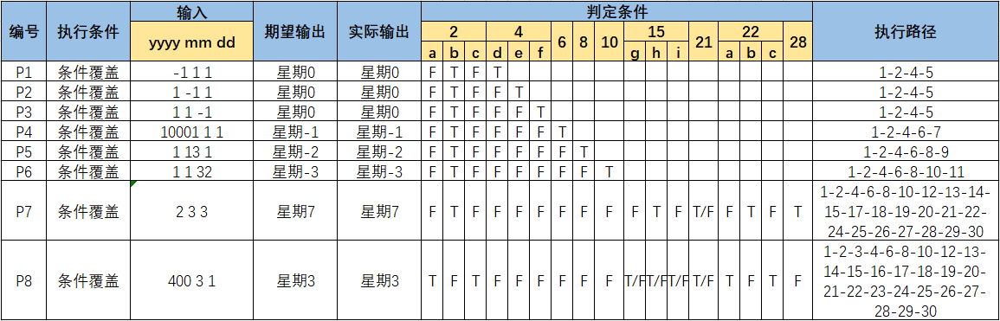 编号 执行条件 输入 期望输出 实际输出 判定条件 执行路径
yyyy mm dd 2 4 6 8 10 15 21 22 28
a b c d e f g h i a b c
P1 条件覆盖 -1 1 1 星期0 星期0 F T F T 1-2-4-5
P2 条件覆盖 1 -1 1 星期0 星期0 F T F F T 1-2-4-5
P3 条件覆盖 1 1 -1 星期0 星期0 F T F F F T 1-2-4-5
P4 条件覆盖 10001 1 1 星期-1 星期-1 F T F F F F T 1-2-4-6-7
P5 条件覆盖 1 13 1 星期-2 星期-2 F T F F F F F T 1-2-4-6-8-9
P6 条件覆盖 1 1 32 星期-3 星期-3 F T F F F F F F T 1-2-4-6-8-10-11
P7 条件覆盖 2 3 3 星期7 星期7 F T F F F F F F F F T F T/F F T F T 1-2-4-6-8-10-12-13-14-
15-17-18-19-20-21-22-
24-25-26-27-28-29-30
P8 条件覆盖 400 3 1 星期3 星期3 T F T F F F F F F T/F T/F T/F T/F T F T F 1-2-3-4-6-8-10-12-13-
14-15-16-17-18-19-20-
21-22-23-24-25-26-27-
28-29-30